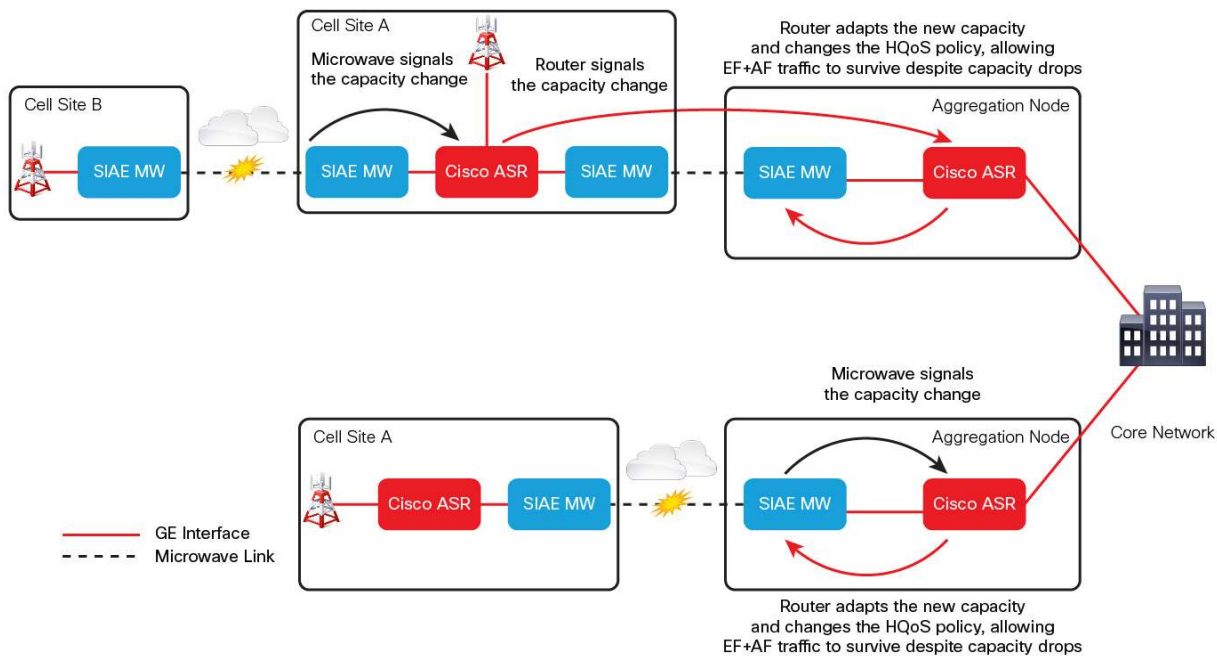 Cell Site A
Microwave signals
the capacity change
Router signals
the capacity change
Router adapts the new capacity
and changes the HQoS policy, allowing
EF+AF traffic to survive despite capacity drops
Cell Site B
SIAE MW
SIAE MW
Cisco ASR
SIAE MW
Aggregation Node
SIAE MW
Cisco ASR
Core Network
Microwave signals
the capacity change
Cell Site A
Cisco ASR
SIAE MW
Aggregation Node
SIAE MW
Cisco ASR
GE Interface
Microwave Link
Router adapts the new capacity
and changes the HQoS policy, allowing
EF+AF traffic to survive despite capacity drops